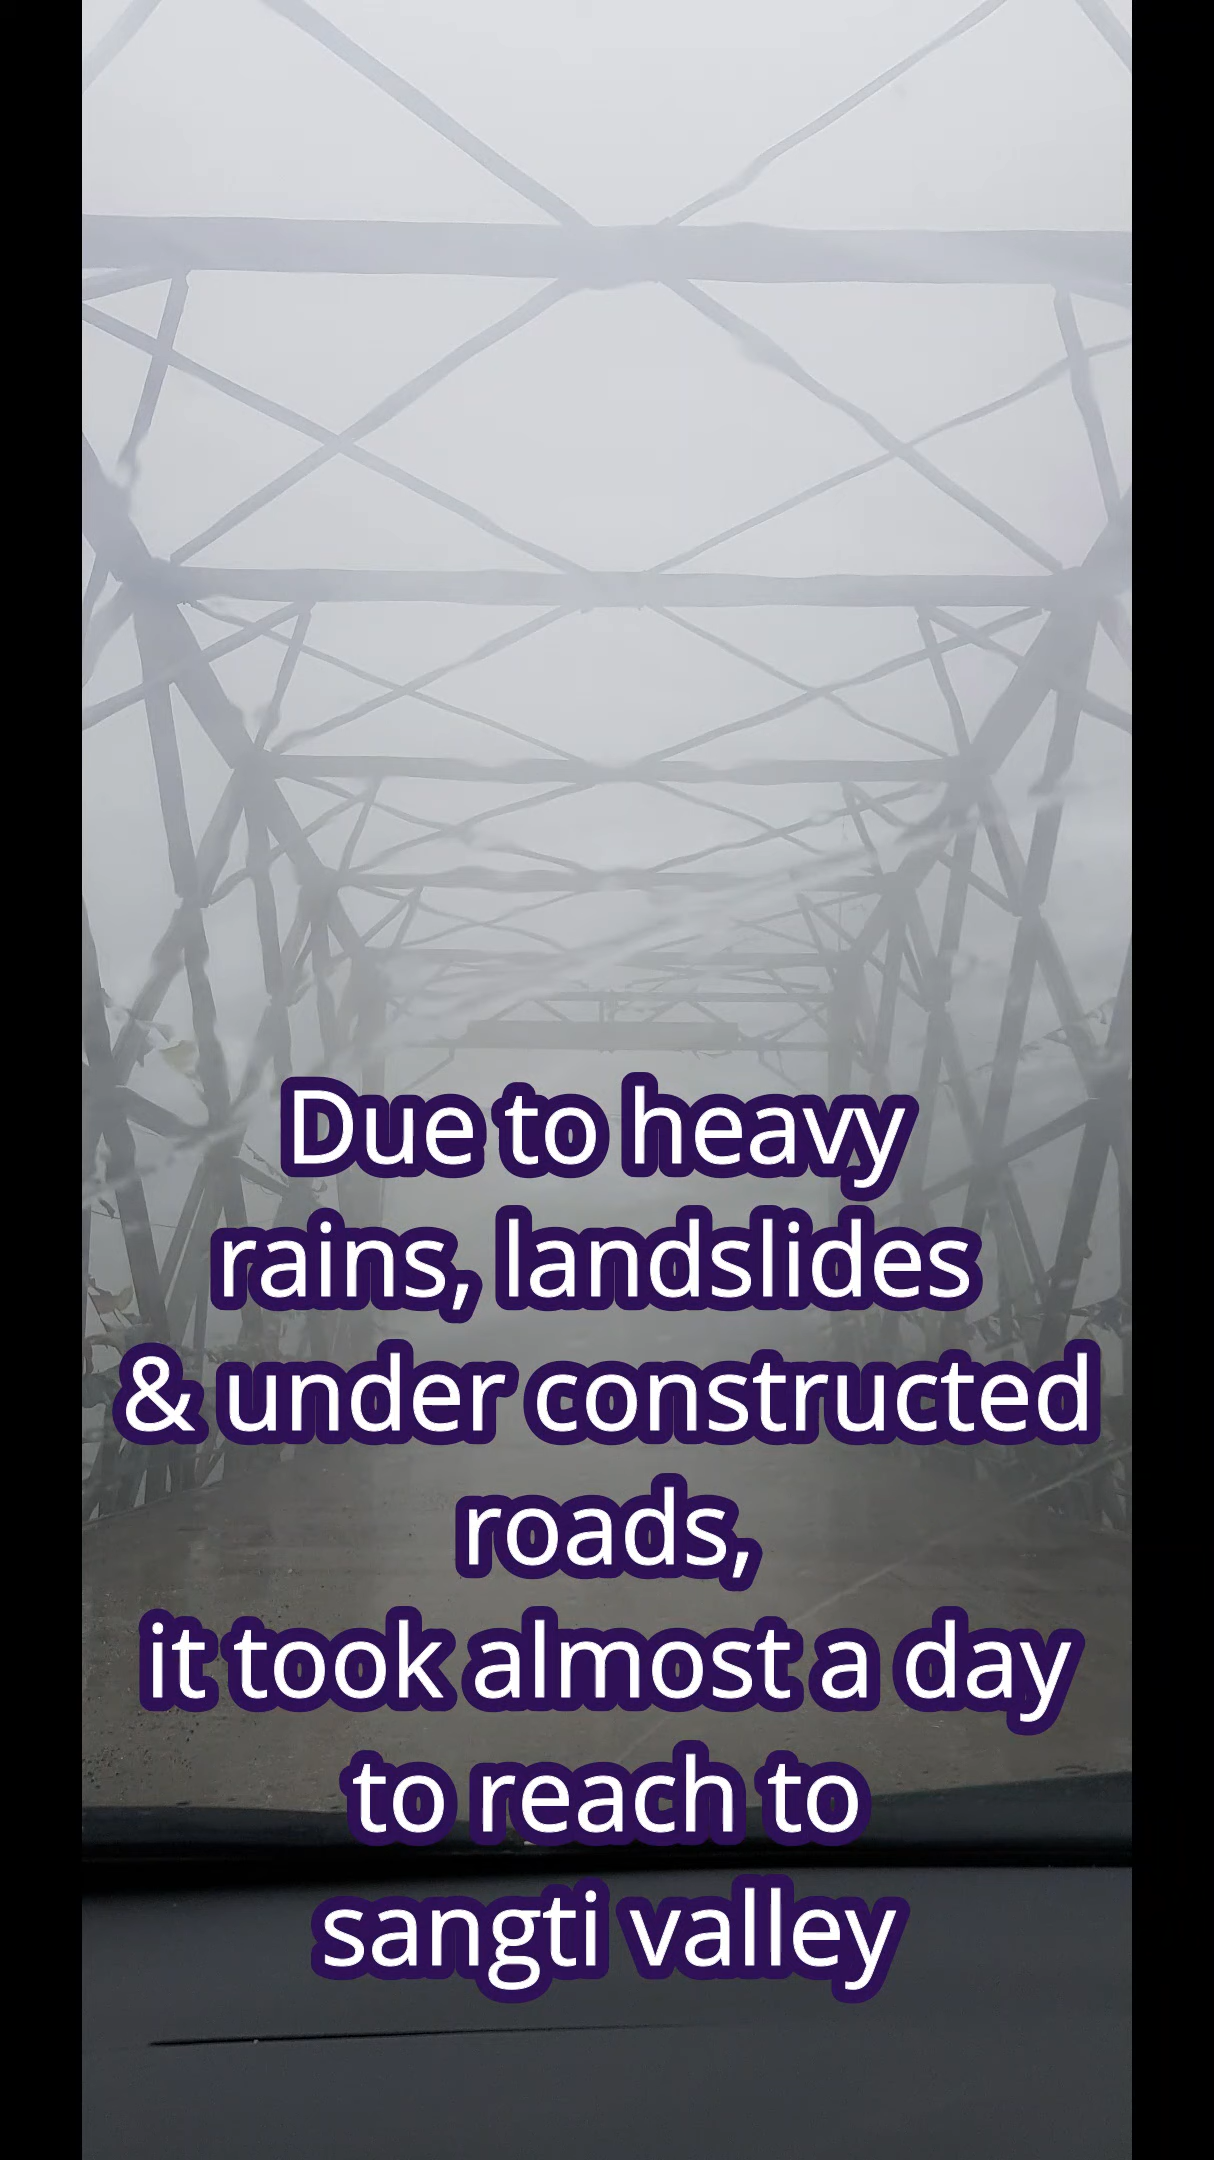 Due to heavy
rains, landslides
& under constructed
roads,
it took almost a day
to reach to
sangti valley